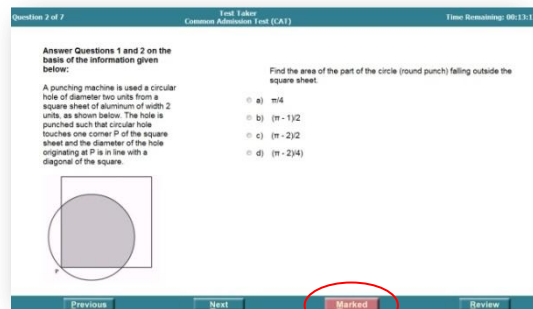 Question 2 of 7
Test Taker
Common Admission Test (CAT)
Time Remaining: 00:13:1
Answer Questions 1 and 2 on the
basis of the information given
below:
A punching machine is used a circular
hole of diameter two units from a
square sheet of aluminum of width 2
units, as shown below. The hole is
punched such that circular hole
touches one corner P of the square
sheet and the diameter of the hole
originating at P is in line with a
diagonal of the square.
P
Find the area of the part of the circle (round punch) falling outside the
square sheet.
a) π/4
b) (π - 1)/2
c) (π - 2)/2
d) (π - 2)/4)
Previous
Next
Marked
Review